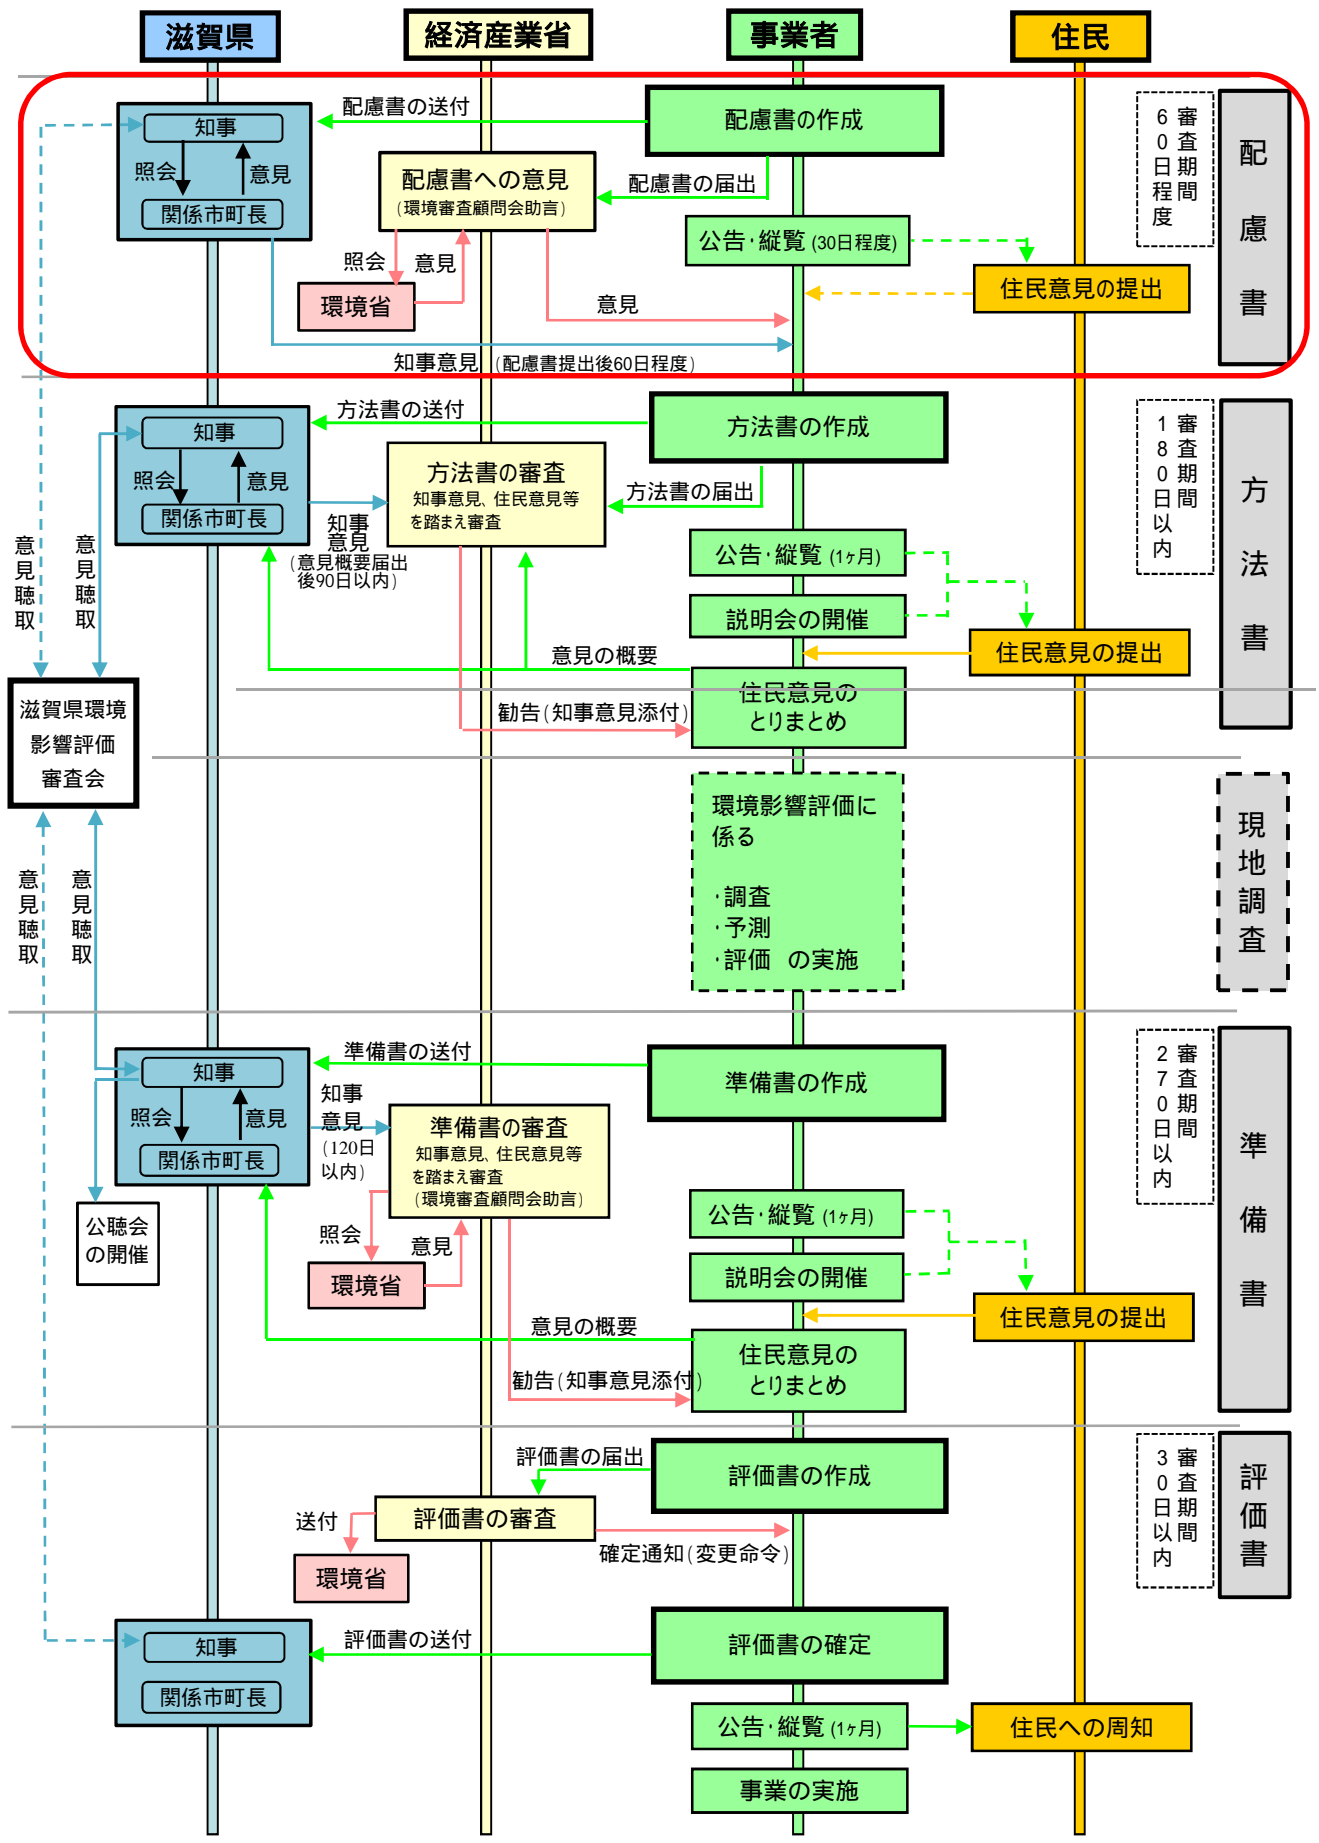 滋賀県
経済産業省
事業者
住民
配慮書
審査期間
60日程度
配慮書の作成
配慮書の送付
知事
照会
意見
関係市町長
配慮書への意見
(環境審査顧問会助言)
配慮書の届出
公告・縦覧 (30日程度)
住民意見の提出
照会
意見
環境省
意見
知事意見 (配慮書提出後60日程度)
方法書
審査期間
180日以内
方法書の作成
方法書の送付
知事
照会
意見
関係市町長
方法書の審査
知事意見、住民意見等
を踏まえ審査
方法書の届出
知事
意見
(意見概要届出
後90日以内)
公告・縦覧 (1ヶ月)
説明会の開催
住民意見の提出
意見の概要
住民意見の
とりまとめ
勧告(知事意見添付)
意見聴取
意見聴取
滋賀県環境
影響評価
審査会
現地調査
環境影響評価に
係る
・調査
・予測
・評価 の実施
意見聴取
意見聴取
準備書
審査期間
270日以内
準備書の作成
準備書の送付
知事
照会
意見
関係市町長
知事
意見
(120日
以内)
準備書の審査
知事意見、住民意見等
を踏まえ審査
(環境審査顧問会助言)
公聴会
の開催
照会
意見
環境省
公告・縦覧 (1ヶ月)
説明会の開催
住民意見の提出
意見の概要
住民意見の
とりまとめ
勧告(知事意見添付)
評価書
審査期間
30日以内
評価書の作成
評価書の届出
評価書の審査
送付
環境省
確定通知(変更命令)
評価書の確定
評価書の送付
知事
関係市町長
公告・縦覧 (1ヶ月)
住民への周知
事業の実施